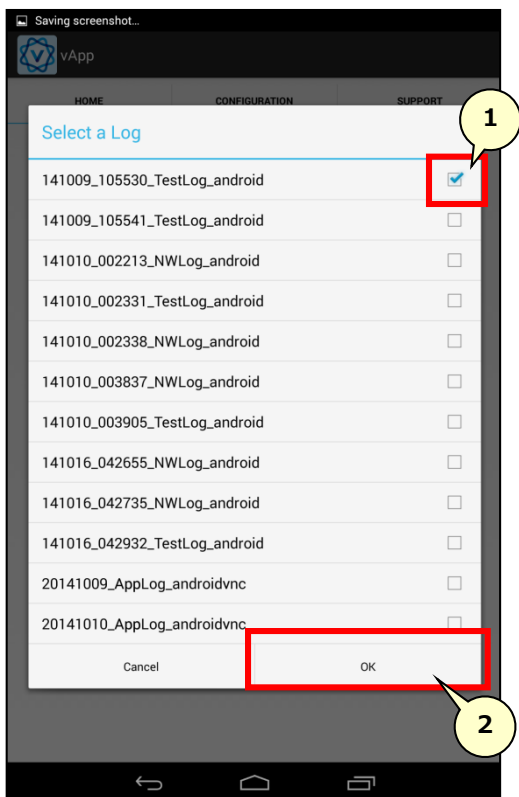 Saving screenshot...
vApp
HOME CONFIGURATION SUPPORT
1
Select a Log
141009_105530_TestLog_android
141009_105541_TestLog_android
141010_002213_NWLog_android
141010_002331_TestLog_android
141010_002338_NWLog_android
141010_003837_NWLog_android
141010_003905_TestLog_android
141016_042655_NWLog_android
141016_042735_NWLog_android
141016_042932_TestLog_android
20141009_AppLog_androidvnc
20141010_AppLog_androidvnc
Cancel OK
2